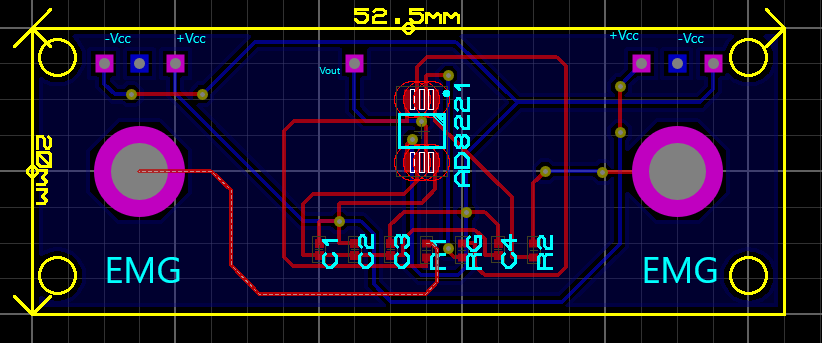 52.5mm
-Vcc
+Vcc
+Vcc
-Vcc
Vout
AD8221
20mm
C1
C2
C3
R1
RG
C4
R2
EMG
EMG